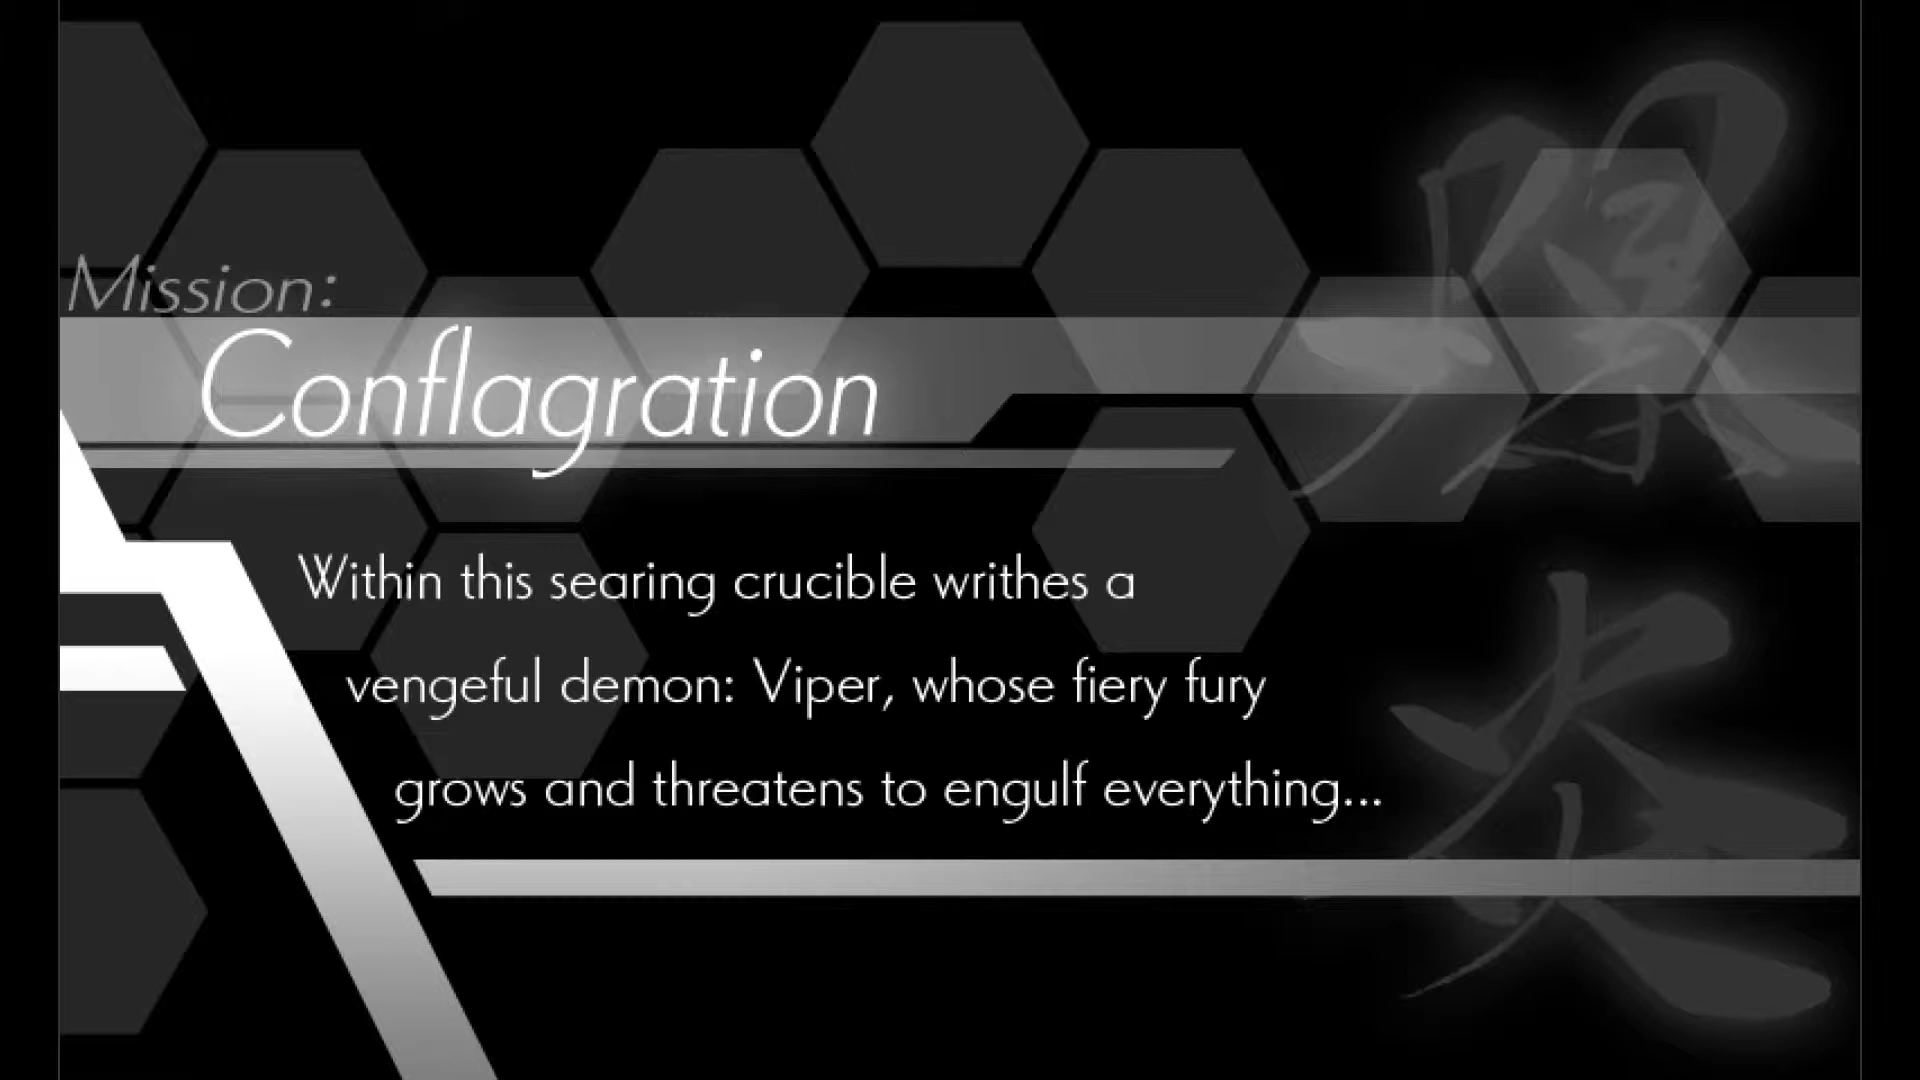 Mission:
Conflagration
Within this searing crucible writhes a
vengeful demon: Viper, whose fiery fury
grows and threatens to engulf everything...
炎